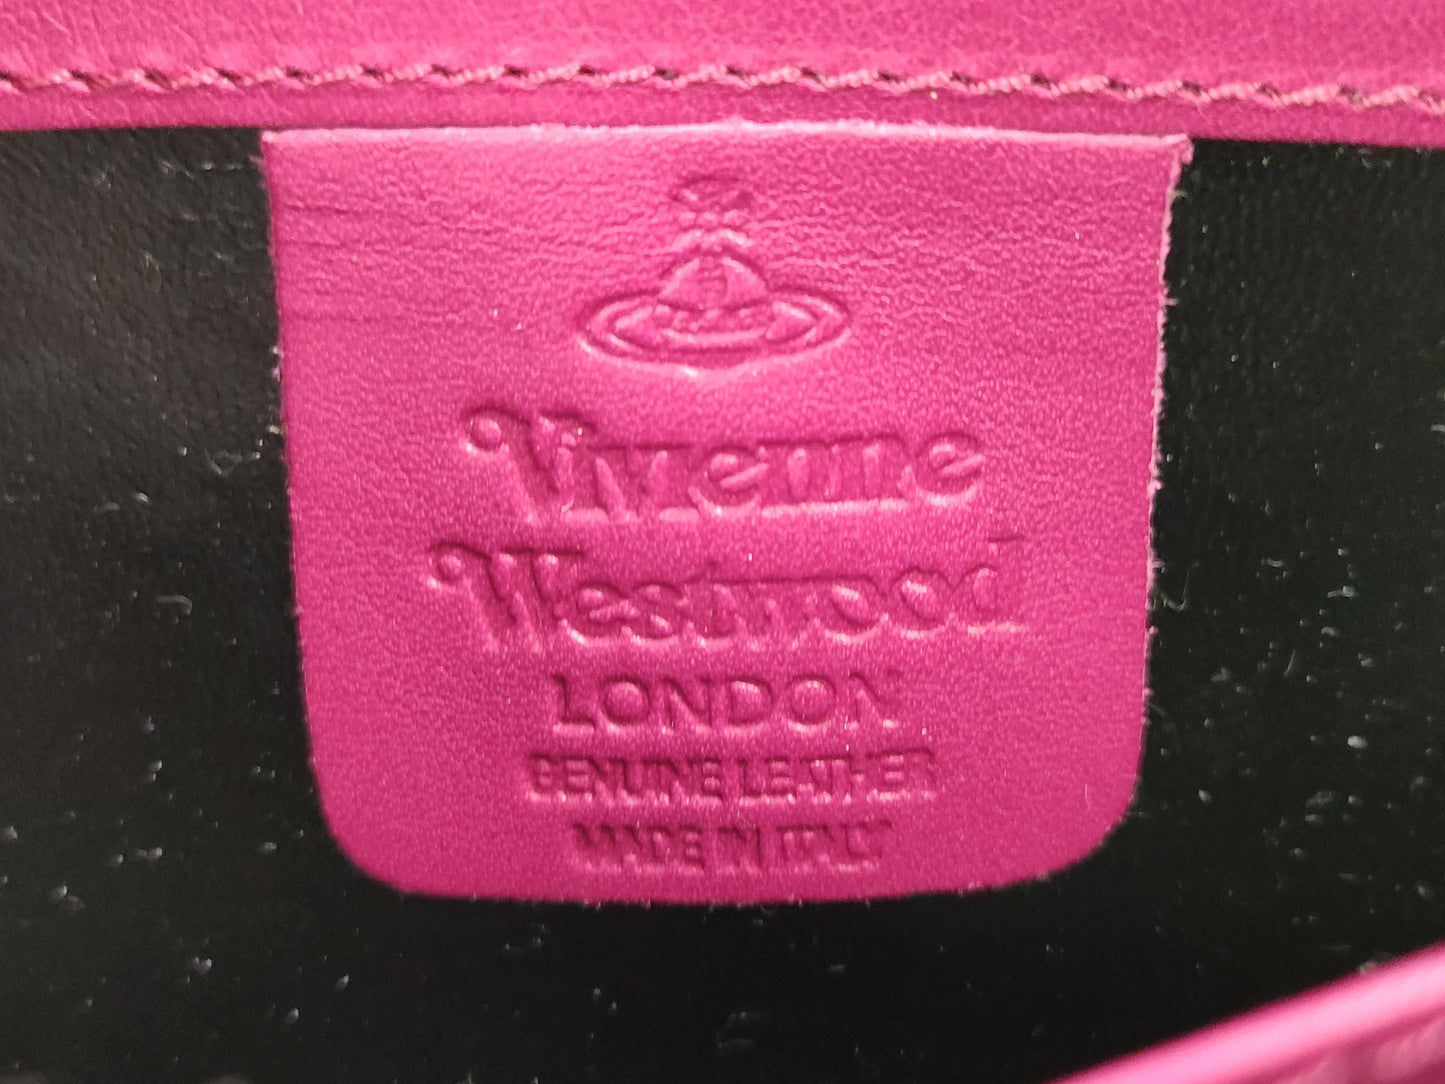 Vivienne
Westwood
LONDON
GENUINE LEATHER
MADE IN ITALY